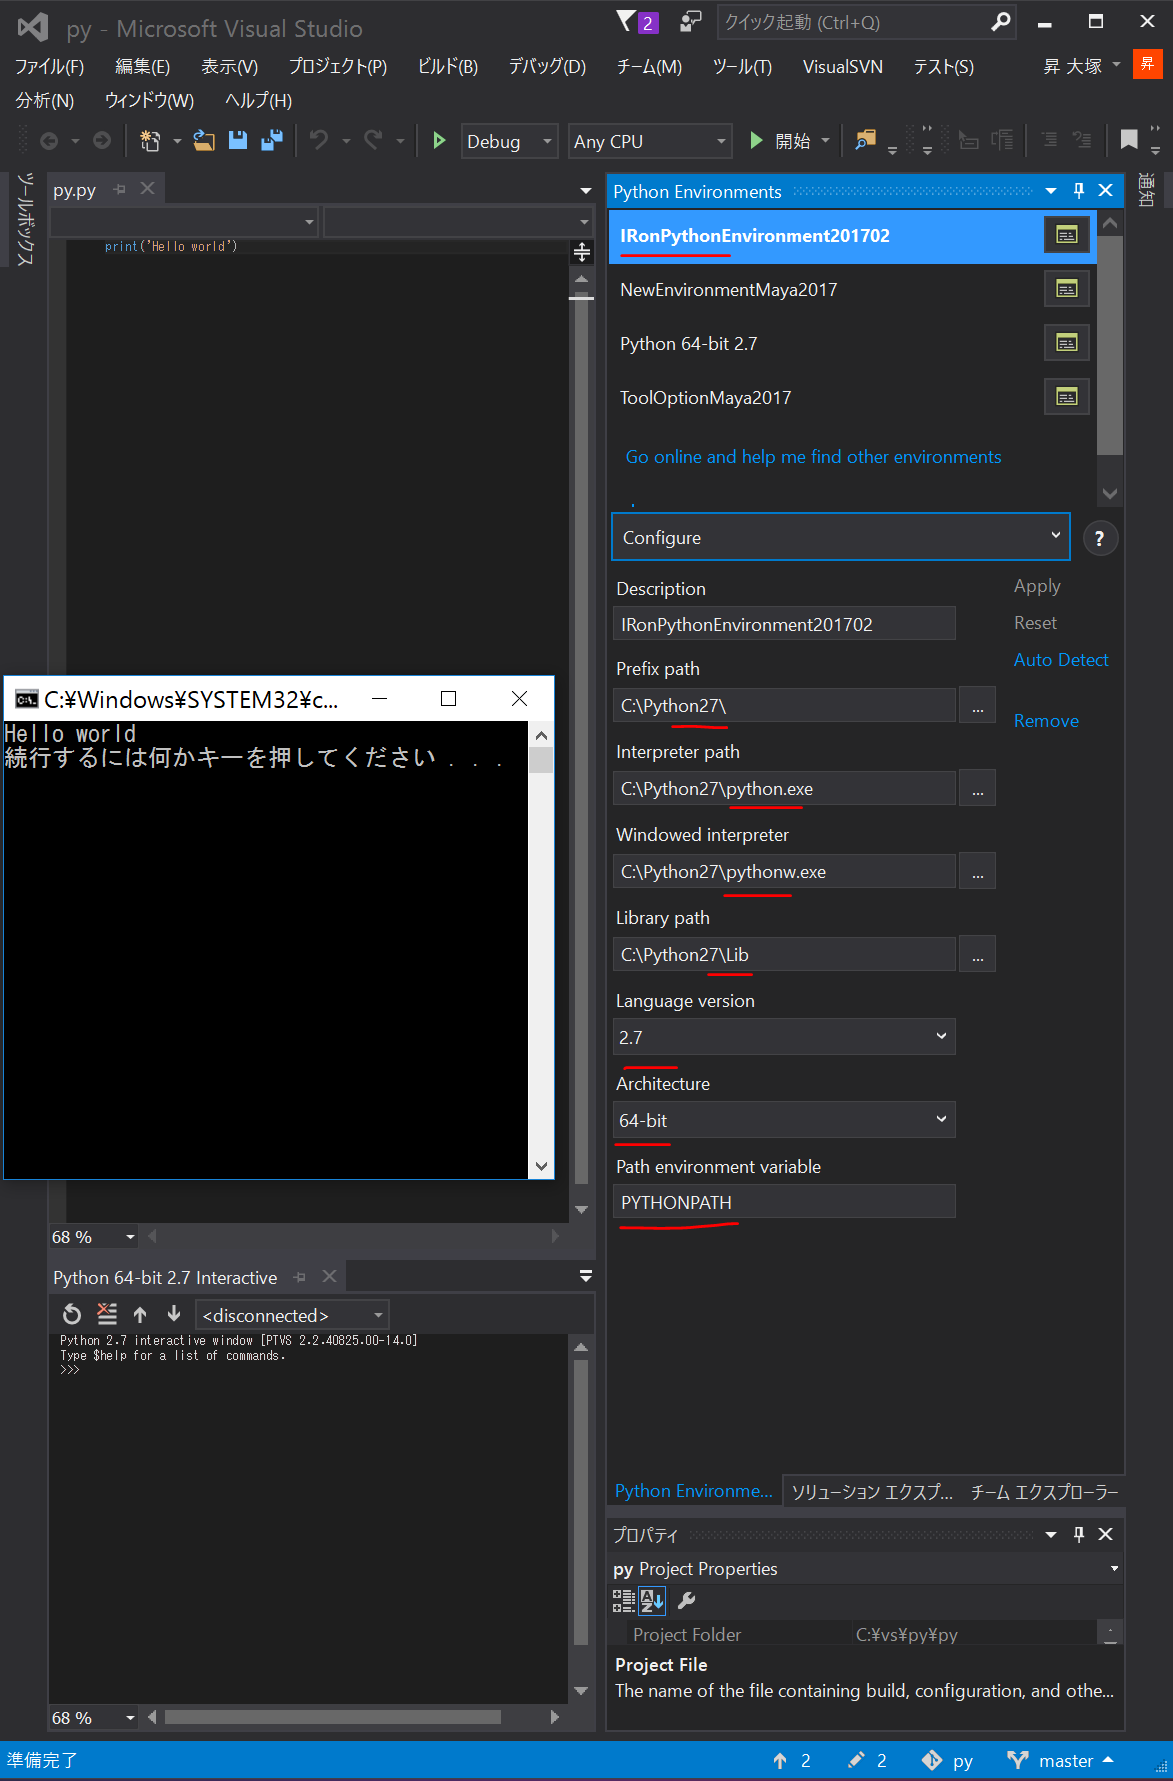 py - Microsoft Visual Studio
2
クイック起動 (Ctrl+Q)
ファイル(F) 編集(E) 表示(V) プロジェクト(P) ビルド(B) デバッグ(D) チーム(M) ツール(T) VisualSVN テスト(S) 昇 大塚 昇
分析(N) ウィンドウ(W) ヘルプ(H)
Debug Any CPU 開始
ツールボックス
py.py
print('Hello world')
Python Environments
通知
IRonPythonEnvironment201702
NewEnvironmentMaya2017
Python 64-bit 2.7
ToolOptionMaya2017
Go online and help me find other environments
Configure
?
Description
Apply
IRonPythonEnvironment201702
Reset
Prefix path
Auto Detect
C:\Python27\
...
Remove
Interpreter path
C:\Python27\python.exe
...
Windowed interpreter
C:\Python27\pythonw.exe
...
Library path
C:\Python27\Lib
...
Language version
2.7
Architecture
64-bit
Path environment variable
PYTHONPATH
C:¥Windows¥SYSTEM32¥c...
Hello world
続行するには何かキーを押してください . . .
68 %
Python 64-bit 2.7 Interactive
<disconnected>
Python 2.7 interactive window [PTVS 2.2.40825.00-14.0]
Type $help for a list of commands.
>>>
68 %
Python Environme... ソリューション エクスプ... チーム エクスプローラー
プロパティ
py Project Properties
Project Folder C:¥vs¥py¥py
Project File
The name of the file containing build, configuration, and othe...
準備完了 2 2 py master